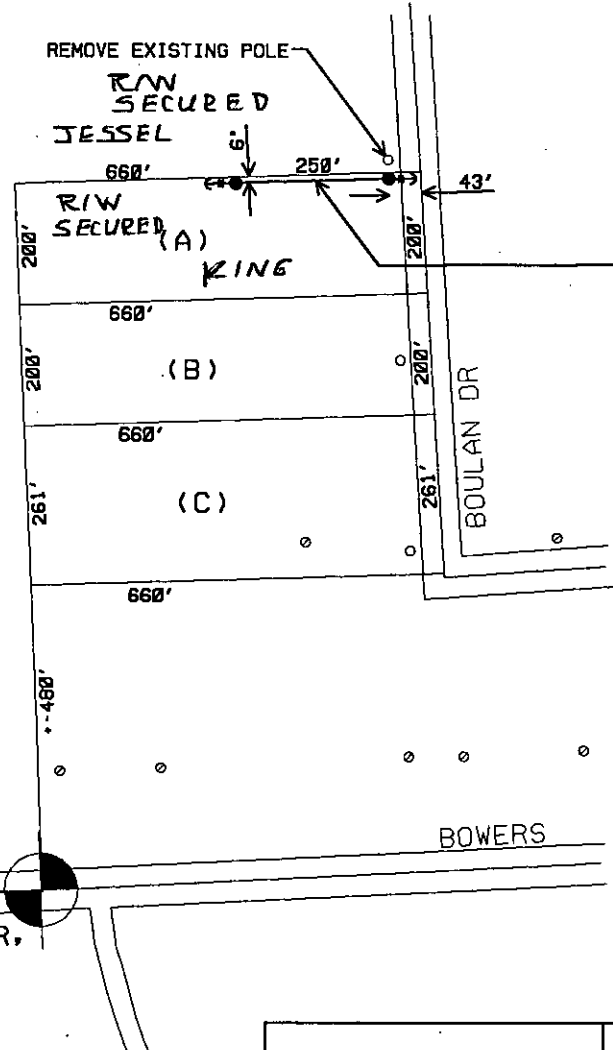 REMOVE EXISTING POLE
R/W
SECURED
JESSEL
6'
660'
250'
43'
R/W
SECURED
(A)
KING
200'
200'
660'
(B)
200'
200'
660'
(C)
261'
261'
BOULAN DR
660'
+-480'
BOWERS
R,